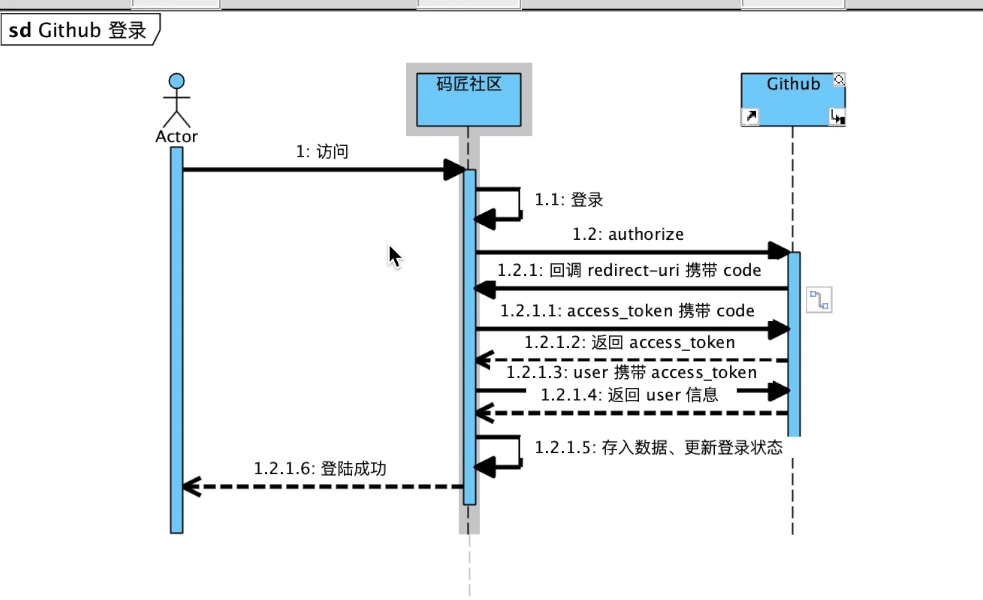 sd Github 登录
码匠社区
Github
Actor
1: 访问
1.1: 登录
1.2: authorize
1.2.1: 回调 redirect-uri 携带 code
1.2.1.1: access_token 携带 code
1.2.1.2: 返回 access_token
1.2.1.3: user 携带 access_token
1.2.1.4: 返回 user 信息
1.2.1.5: 存入数据、更新登录状态
1.2.1.6: 登陆成功